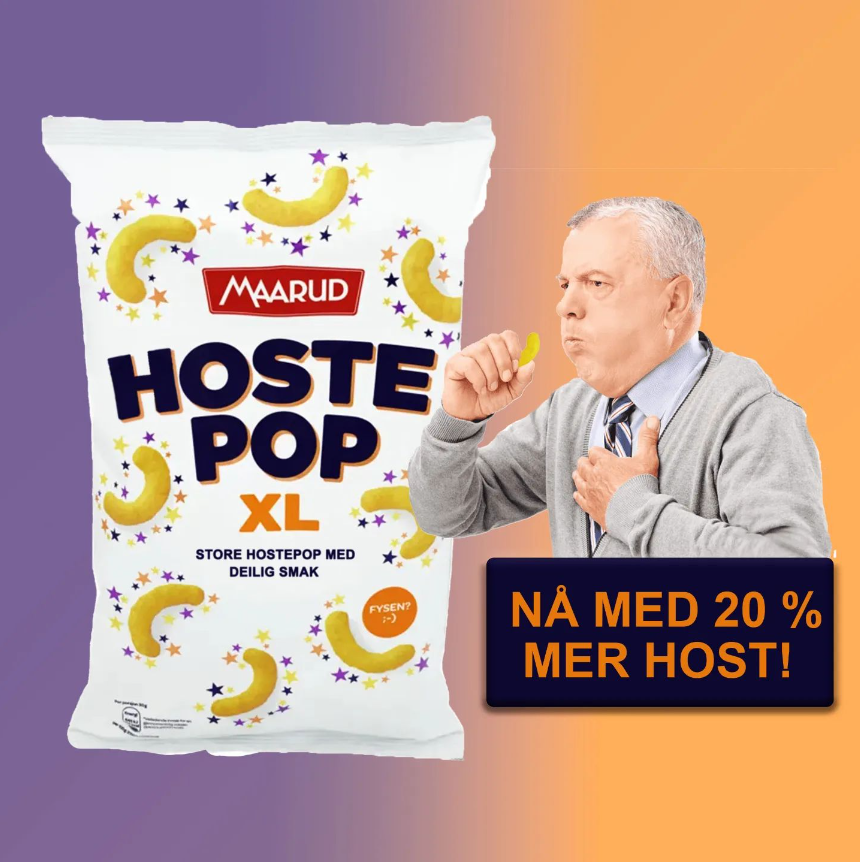 MAARUD
HOSTE
POP
XL
STORE HOSTEPOP MED
DEILIG SMAK
FYSEN?
;-)
NÅ MED 20 %
MER HOST!